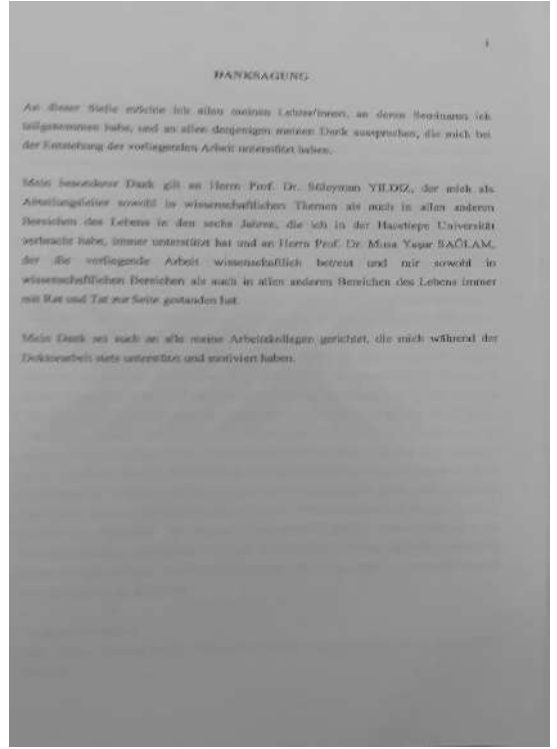 i
DANKSAGUNG
An dieser Stelle möchte ich allen meinen Lehrer/innen, an deren Seminaren ich
teilgenommen habe, und an allen denjenigen meinen Dank aussprechen, die mich bei
der Entstehung der vorliegenden Arbeit unterstützt haben.
Mein besonderer Dank gilt an Herrn Prof. Dr. Süleyman YILDIZ, der mich als
Abteilungsleiter sowohl in wissenschaftlichen Themen als auch in allen anderen
Bereichen des Lebens in den sechs Jahren, die ich in der Hacettepe Universität
verbracht habe, immer unterstützt hat und an Herrn Prof. Dr. Musa Yaşar SAĞLAM,
der die vorliegende Arbeit wissenschaftlich betreut und mir sowohl in
wissenschaftlichen Bereichen als auch in allen anderen Bereichen des Lebens immer
mit Rat und Tat zur Seite gestanden hat.
Mein Dank sei auch an alle meine Arbeitskollegen gerichtet, die mich während der
Doktorarbeit stets unterstützt und motiviert haben.